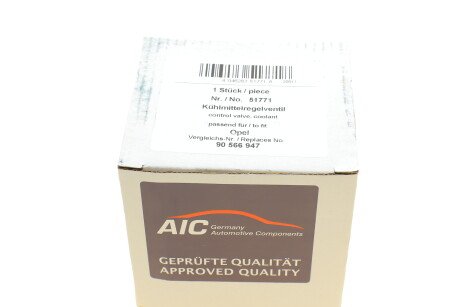 1 Stück / piece
Nr. / No. 51771
Kühlmittelregelventil
control valve, coolant
passend für / to fit
Opel
Vergleichs-Nr. / Replaces No.
90 566 947
AIC Germany
Automotive Components
GEPRÜFTE QUALITÄT
APPROVED QUALITY